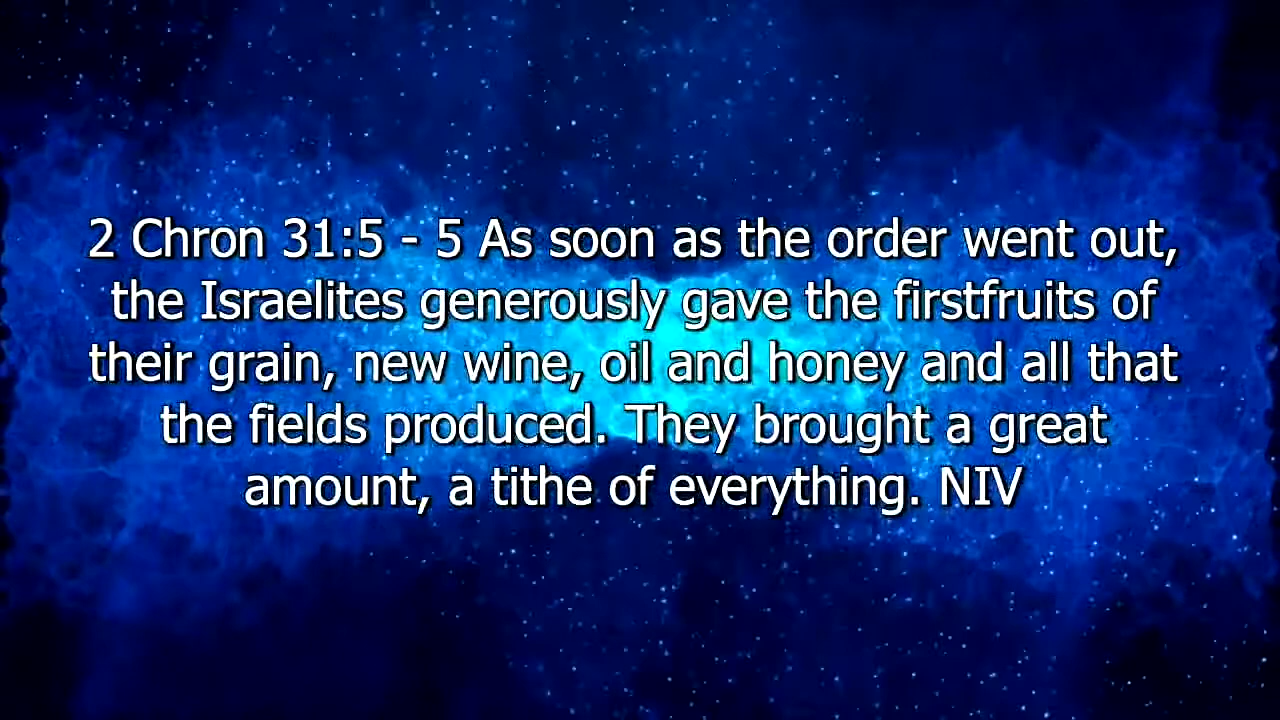 2 Chron 31:5 - 5 As soon as the order went out,
the Israelites generously gave the firstfruits of
their grain, new wine, oil and honey and all that
the fields produced. They brought a great
amount, a tithe of everything. NIV